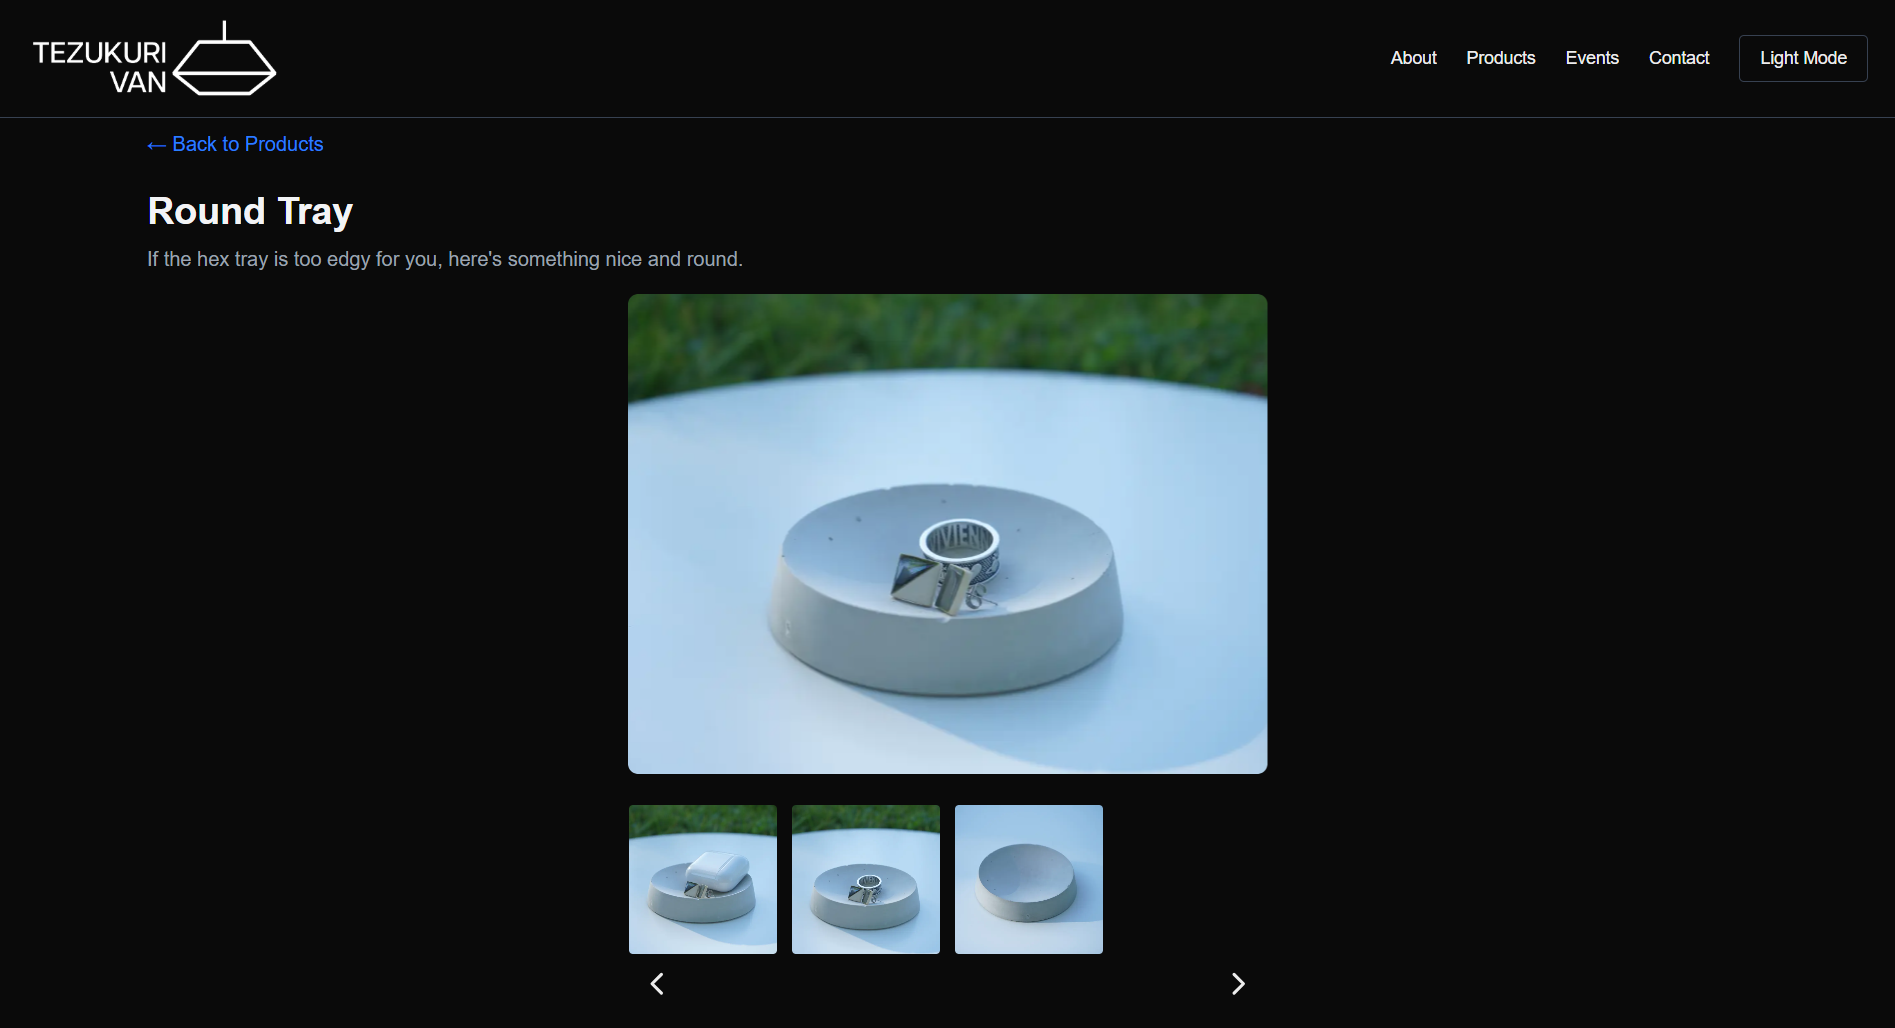 TEZUKURI
VAN
About
Products
Events
Contact
Light Mode
← Back to Products
Round Tray
If the hex tray is too edgy for you, here's something nice and round.
VIVIENN